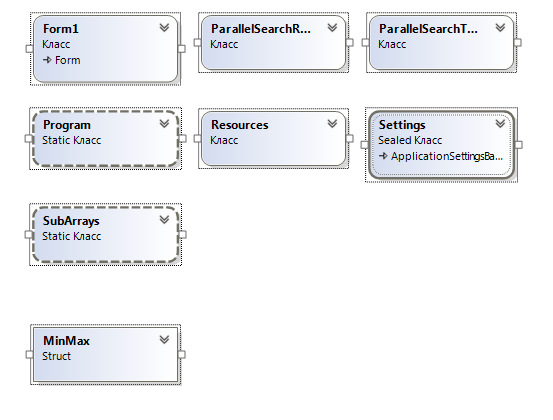 Form1
Класс
Form
ParallelSearchR...
Класс
ParallelSearchT...
Класс
Program
Static Класс
Resources
Класс
Settings
Sealed Класс
ApplicationSettingsBa...
SubArrays
Static Класс
MinMax
Struct